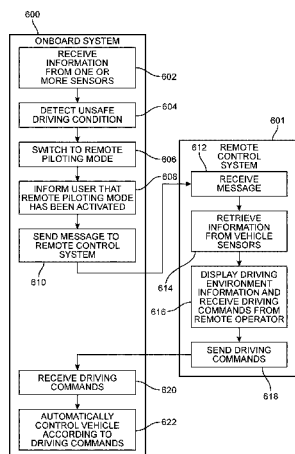 600
ONBOARD SYSTEM
RECEIVE
INFORMATION
FROM ONE OR
MORE SENSORS
602
DETECT UNSAFE
DRIVING CONDITION
604
SWITCH TO REMOTE
PILOTING MODE
606
INFORM USER THAT
REMOTE PILOTING MODE
HAS BEEN ACTIVATED
608
SEND MESSAGE TO
REMOTE CONTROL
SYSTEM
610
601
REMOTE
CONTROL
SYSTEM
612
RECEIVE
MESSAGE
RETRIEVE
INFORMATION
FROM VEHICLE
SENSORS
614
DISPLAY DRIVING
ENVIRONMENT
INFORMATION AND
RECEIVE DRIVING
COMMANDS FROM
REMOTE OPERATOR
616
SEND DRIVING
COMMANDS
618
RECEIVE DRIVING
COMMANDS
620
AUTOMATICALLY
CONTROL VEHICLE
ACCORDING TO
DRIVING COMMANDS
622